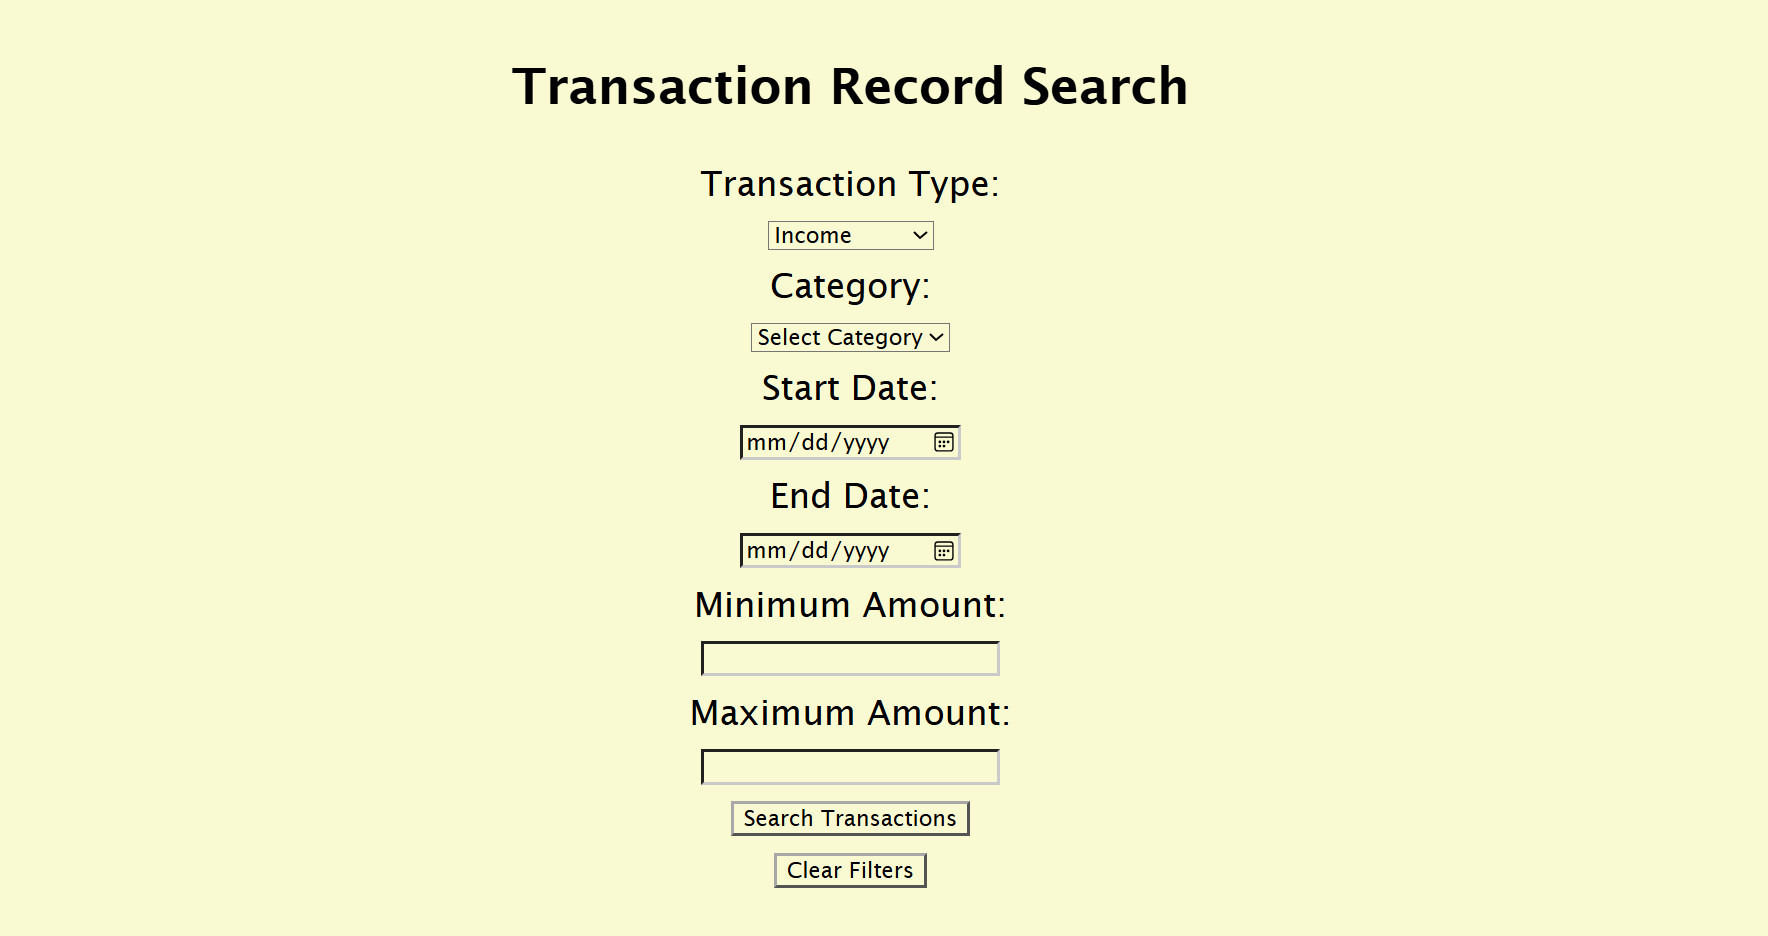 Transaction Record Search
Transaction Type:
Income
Category:
Select Category
Start Date:
mm/dd/yyyy
End Date:
mm/dd/yyyy
Minimum Amount:
Maximum Amount:
Search Transactions
Clear Filters